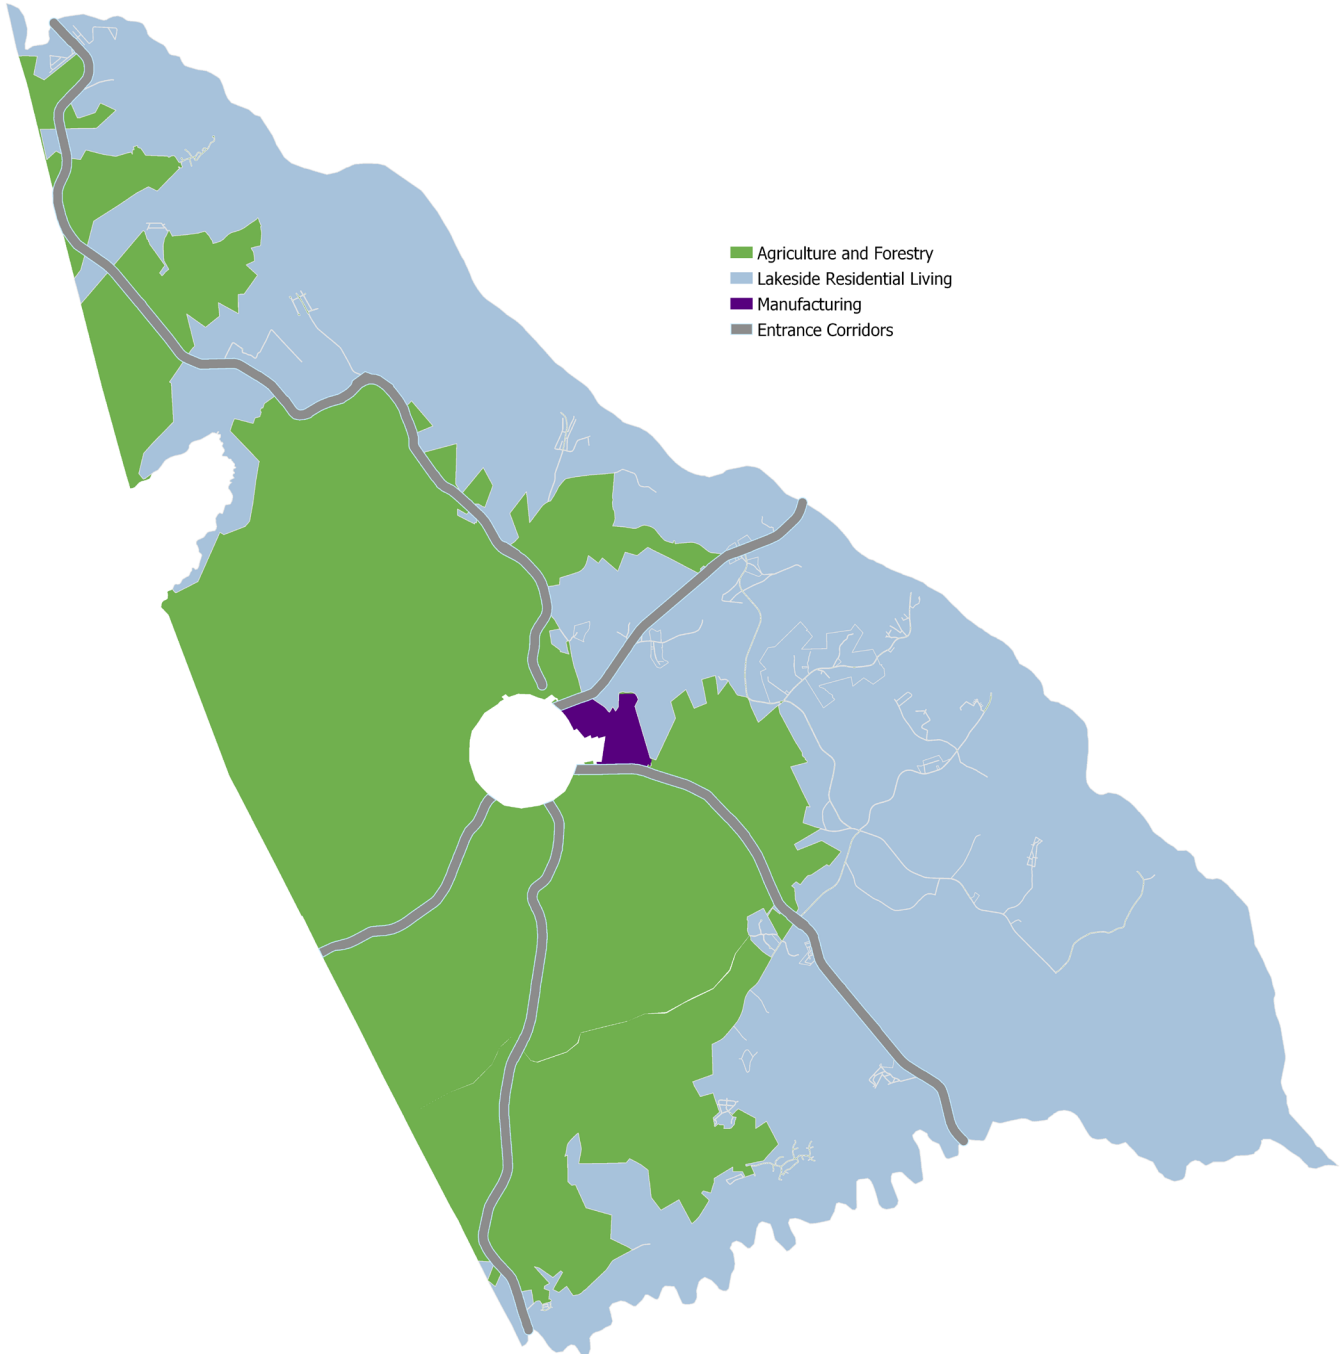 Agriculture and Forestry
Lakeside Residential Living
Manufacturing
Entrance Corridors